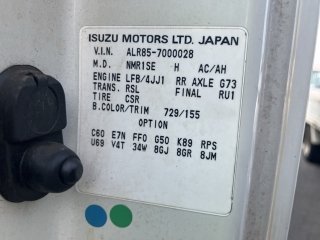 ISUZU MOTORS LTD. JAPAN
V.I.N. ALR85-7000028
M.D. NMR1SE H AC/AH
ENGINE LFB/4JJ1 RR AXLE G73
TRANS. RSL FINAL RU1
TIRE CSR
B.COLOR/TRIM 729/155
OPTION
C60 E7N FF0 G50 K89 RPS
U69 V4T 34W 8GJ 8GR 8JM